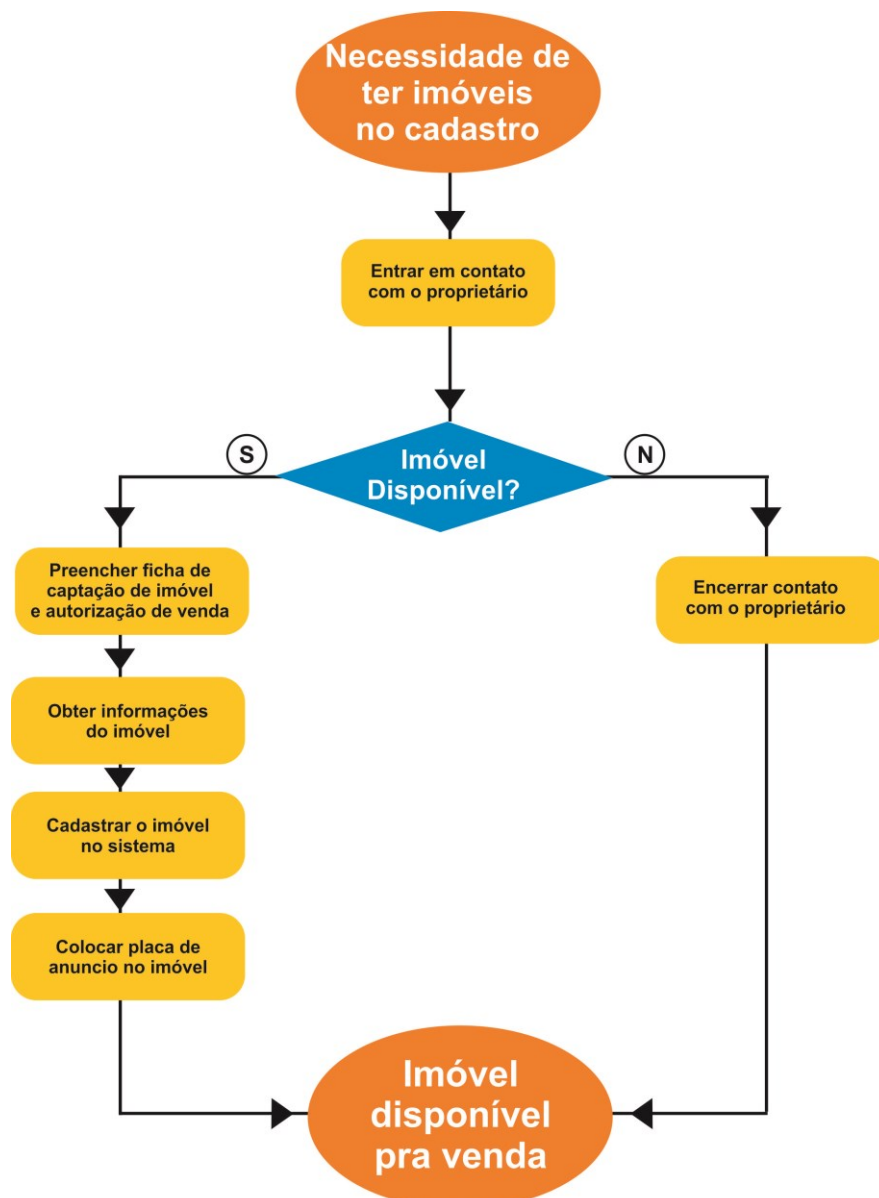 Necessidade de
ter imóveis
no cadastro
Entrar em contato
com o proprietário
S
Imóvel
Disponível?
N
Preencher ficha de
captação de imóvel
e autorização de venda
Encerrar contato
com o proprietário
Obter informações
do imóvel
Cadastrar o imóvel
no sistema
Colocar placa de
anuncio no imóvel
Imóvel
disponível
pra venda